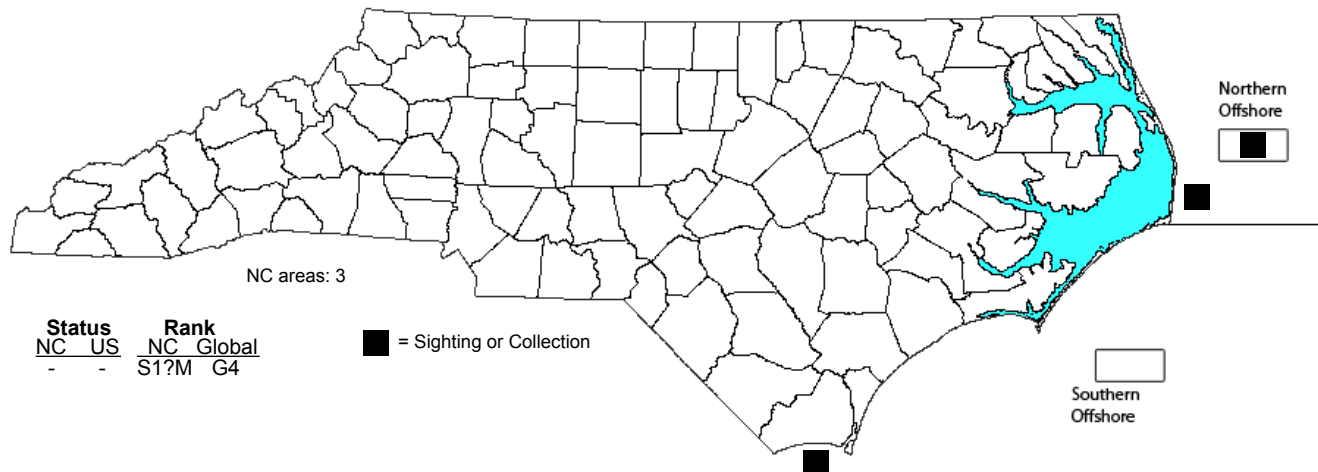 Northern
Offshore
NC areas: 3
Status Rank
NC US NC Global
- - S1?M G4
= Sighting or Collection
Southern
Offshore